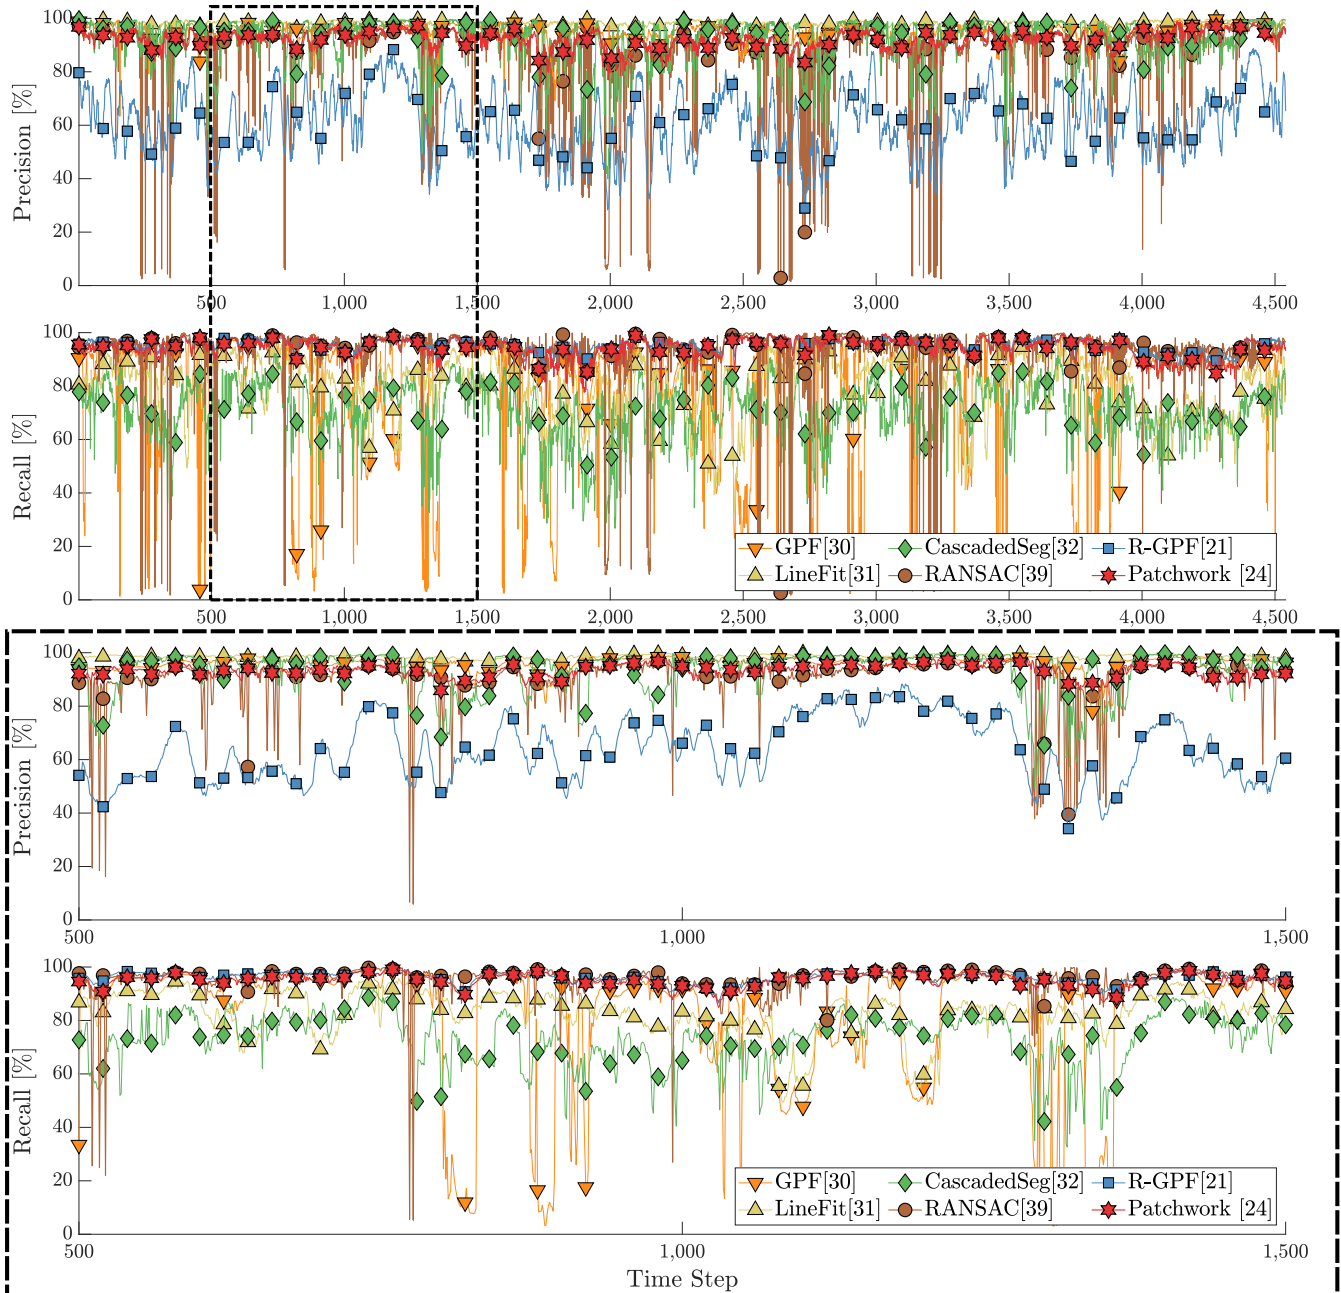 100
80
60
40
20
0
Precision [%]
500 1,000 1,500 2,000 2,500 3,000 3,500 4,000 4,500
100
80
60
40
20
0
Recall [%]
GPF[30] CascadedSeg[32] R-GPF[21]
LineFit[31] RANSAC[39] Patchwork [24]
500 1,000 1,500 2,000 2,500 3,000 3,500 4,000 4,500
100
80
60
40
20
0
Precision [%]
500 1,000 1,500
100
80
60
40
20
0
Recall [%]
GPF[30] CascadedSeg[32] R-GPF[21]
LineFit[31] RANSAC[39] Patchwork [24]
500 1,000 1,500
Time Step